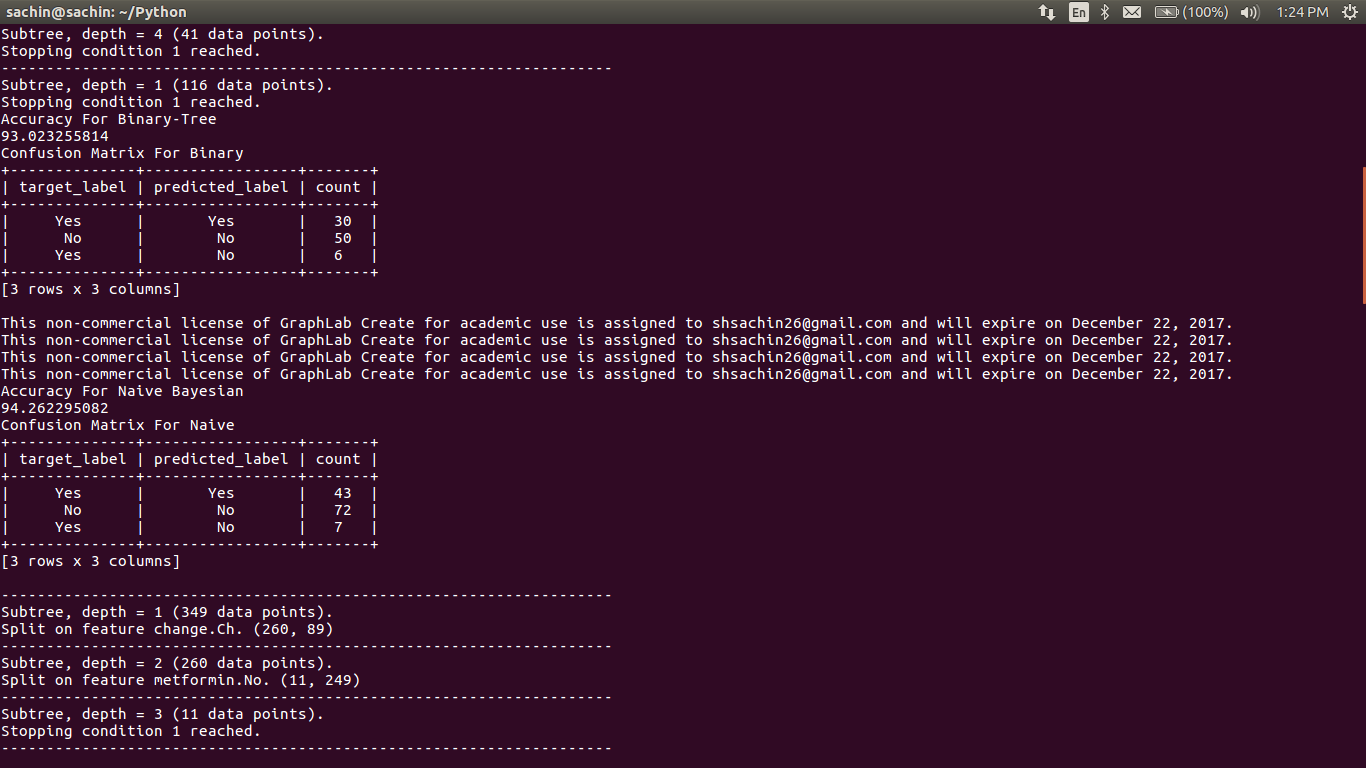 sachin@sachin: ~/Python
En
(100%)
1:24 PM
Subtree, depth = 4 (41 data points).
Stopping condition 1 reached.
--------------------------------------------------------------------
Subtree, depth = 1 (116 data points).
Stopping condition 1 reached.
Accuracy For Binary-Tree
93.023255814
Confusion Matrix For Binary
+--------------+-----------------+-------+
| target_label | predicted_label | count |
+--------------+-----------------+-------+
|     Yes      |       Yes       |   30  |
|      No      |        No       |   50  |
|     Yes      |        No       |   6   |
+--------------+-----------------+-------+
[3 rows x 3 columns]
This non-commercial license of GraphLab Create for academic use is assigned to shsachin26@gmail.com and will expire on December 22, 2017.
This non-commercial license of GraphLab Create for academic use is assigned to shsachin26@gmail.com and will expire on December 22, 2017.
This non-commercial license of GraphLab Create for academic use is assigned to shsachin26@gmail.com and will expire on December 22, 2017.
This non-commercial license of GraphLab Create for academic use is assigned to shsachin26@gmail.com and will expire on December 22, 2017.
Accuracy For Naive Bayesian
94.262295082
Confusion Matrix For Naive
+--------------+-----------------+-------+
| target_label | predicted_label | count |
+--------------+-----------------+-------+
|     Yes      |       Yes       |   43  |
|      No      |        No       |   72  |
|     Yes      |        No       |   7   |
+--------------+-----------------+-------+
[3 rows x 3 columns]
--------------------------------------------------------------------
Subtree, depth = 1 (349 data points).
Split on feature change.Ch. (260, 89)
--------------------------------------------------------------------
Subtree, depth = 2 (260 data points).
Split on feature metformin.No. (11, 249)
--------------------------------------------------------------------
Subtree, depth = 3 (11 data points).
Stopping condition 1 reached.
--------------------------------------------------------------------